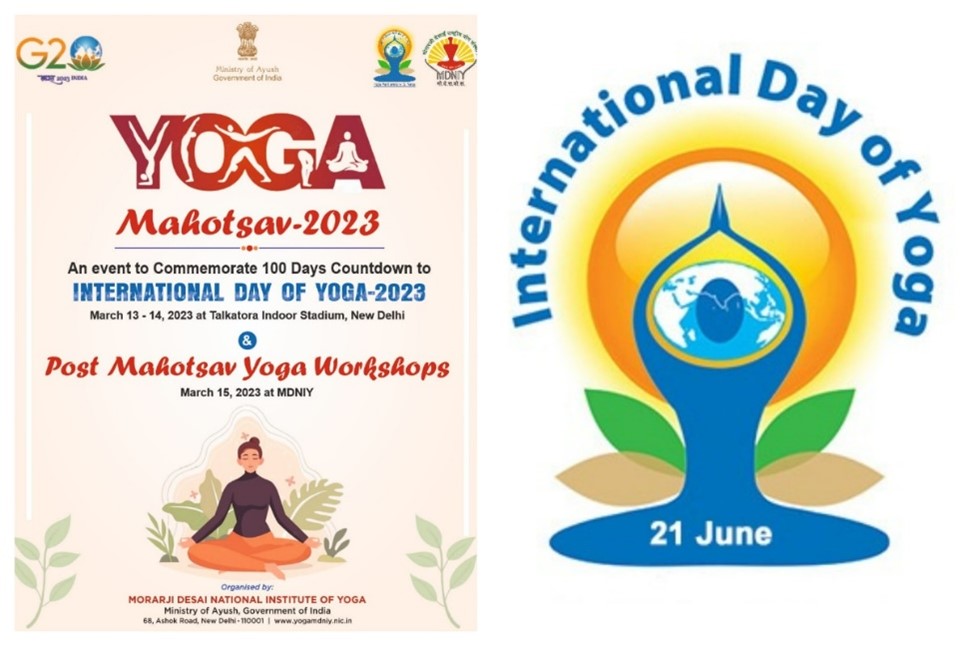 G20
INDIA
Ministry of Ayush
Government of India
MDNIY
YOGA
Mahotsav-2023
An event to Commemorate 100 Days Countdown to
INTERNATIONAL DAY OF YOGA-2023
March 13 - 14, 2023 at Talkatora Indoor Stadium, New Delhi
&
Post Mahotsav Yoga Workshops
March 15, 2023 at MDNIY
Organised by:
MORARJI DESAI NATIONAL INSTITUTE OF YOGA
Ministry of Ayush, Government of India
68, Ashok Road, New Delhi - 110001 | www.yogamdniy.nic.in
International Day of Yoga
21 June